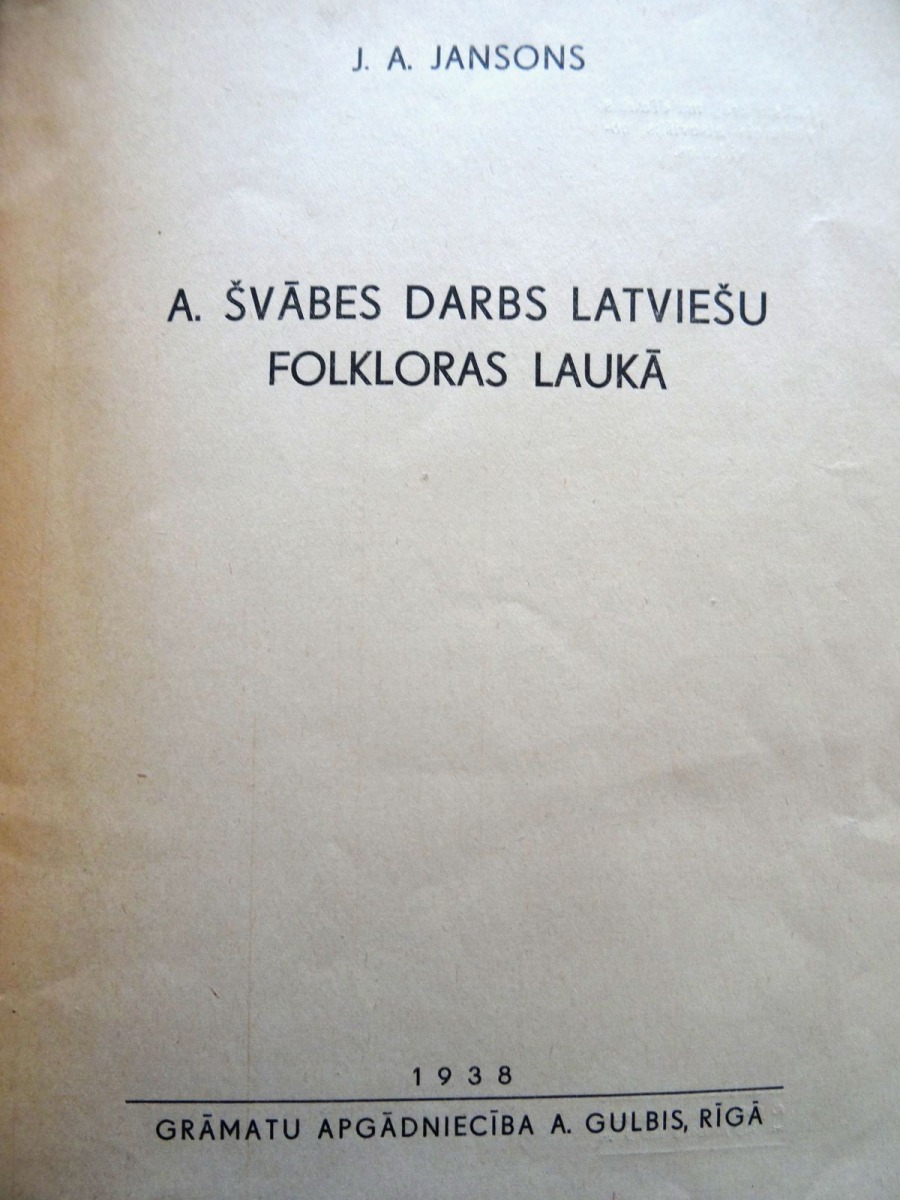 J. A. JANSONS
A. ŠVĀBES DARBS LATVIEŠU
FOLKLORAS LAUKĀ
1938
GRĀMATU APGĀDNIECĪBA A. GULBIS, RĪGĀ